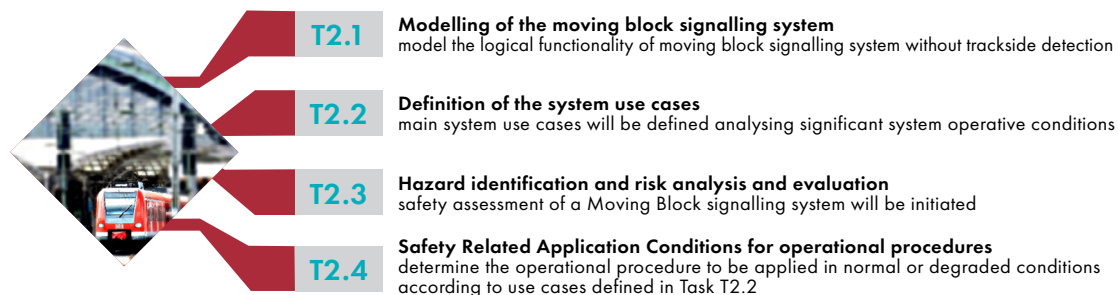 T2.1
Modelling of the moving block signalling system
model the logical functionality of moving block signalling system without trackside detection
T2.2
Definition of the system use cases
main system use cases will be defined analysing significant system operative conditions
T2.3
Hazard identification and risk analysis and evaluation
safety assessment of a Moving Block signalling system will be initiated
T2.4
Safety Related Application Conditions for operational procedures
determine the operational procedure to be applied in normal or degraded conditions
according to use cases defined in Task T2.2